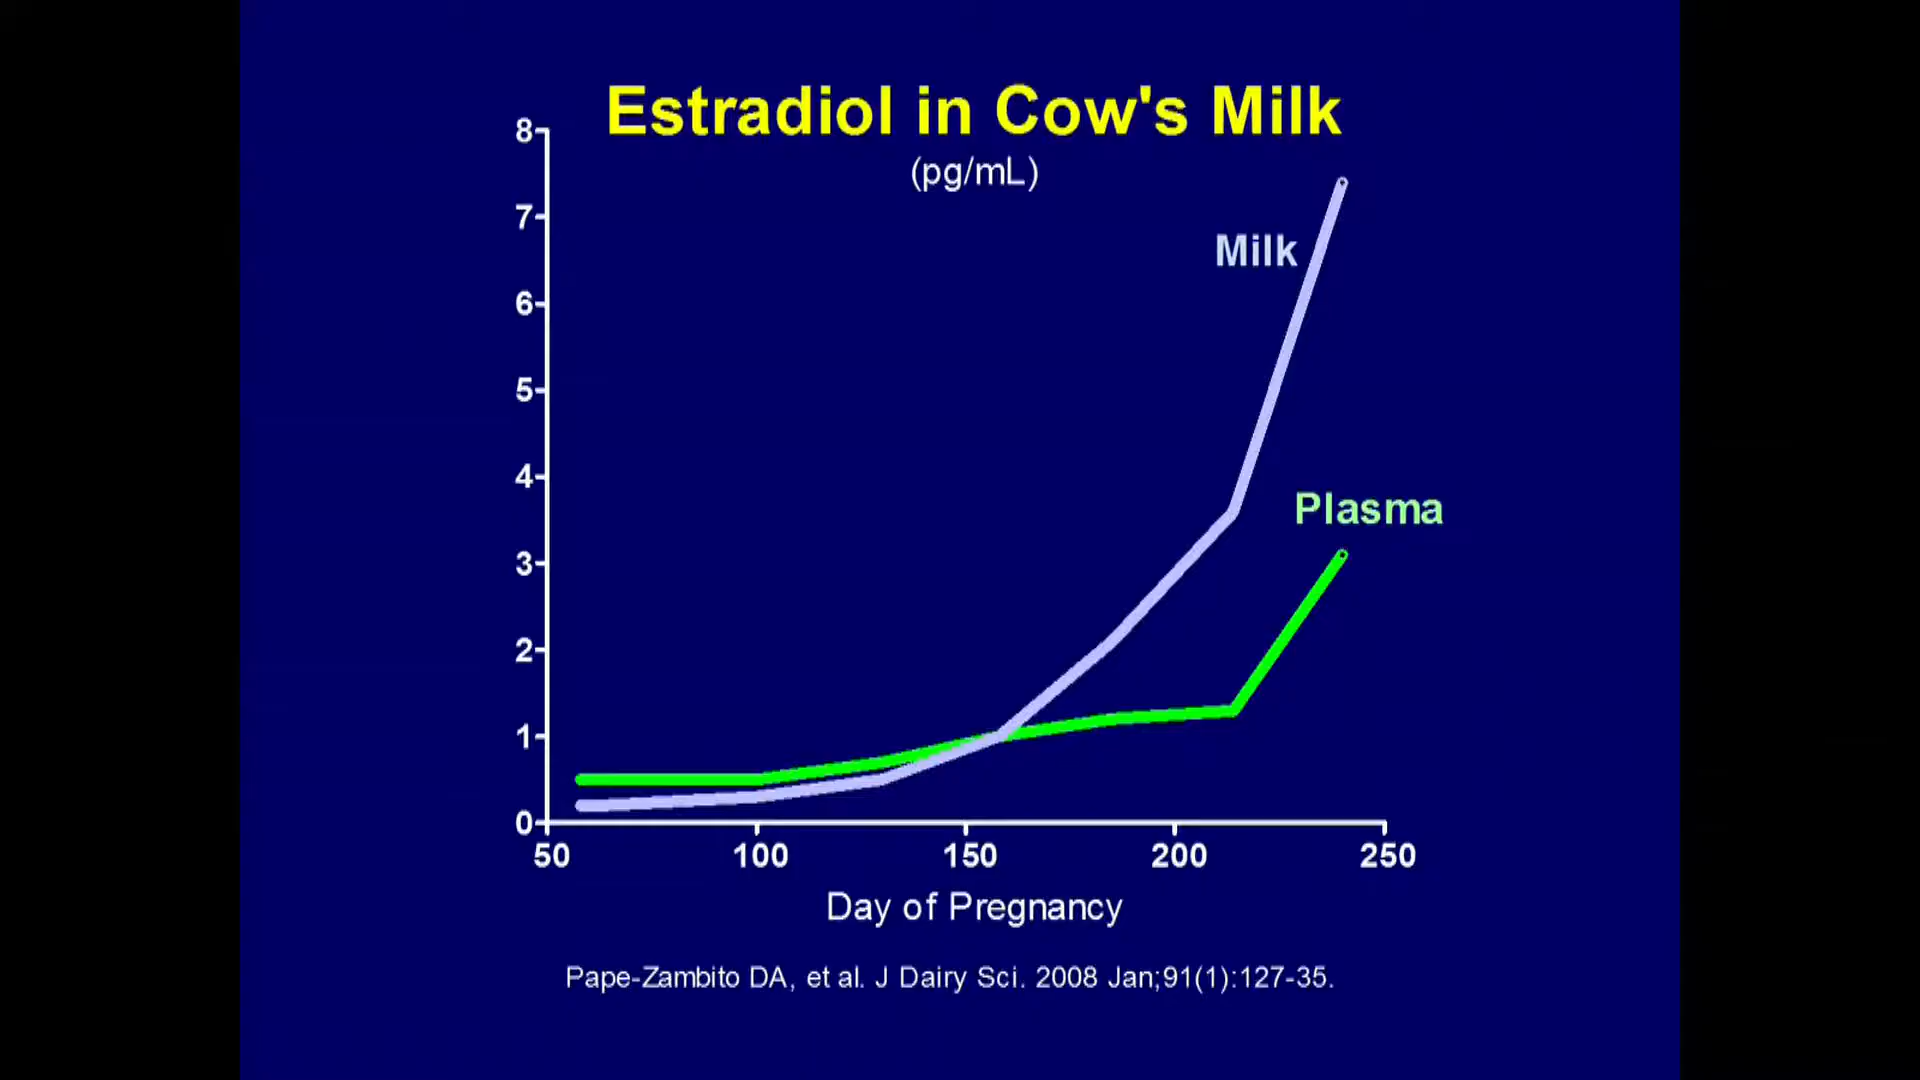 Estradiol in Cow's Milk
(pg/mL)
8
7
6
5
4
3
2
1
0
Milk
Plasma
50 100 150 200 250
Day of Pregnancy
Pape-Zambito DA, et al. J Dairy Sci. 2008 Jan;91(1):127-35.